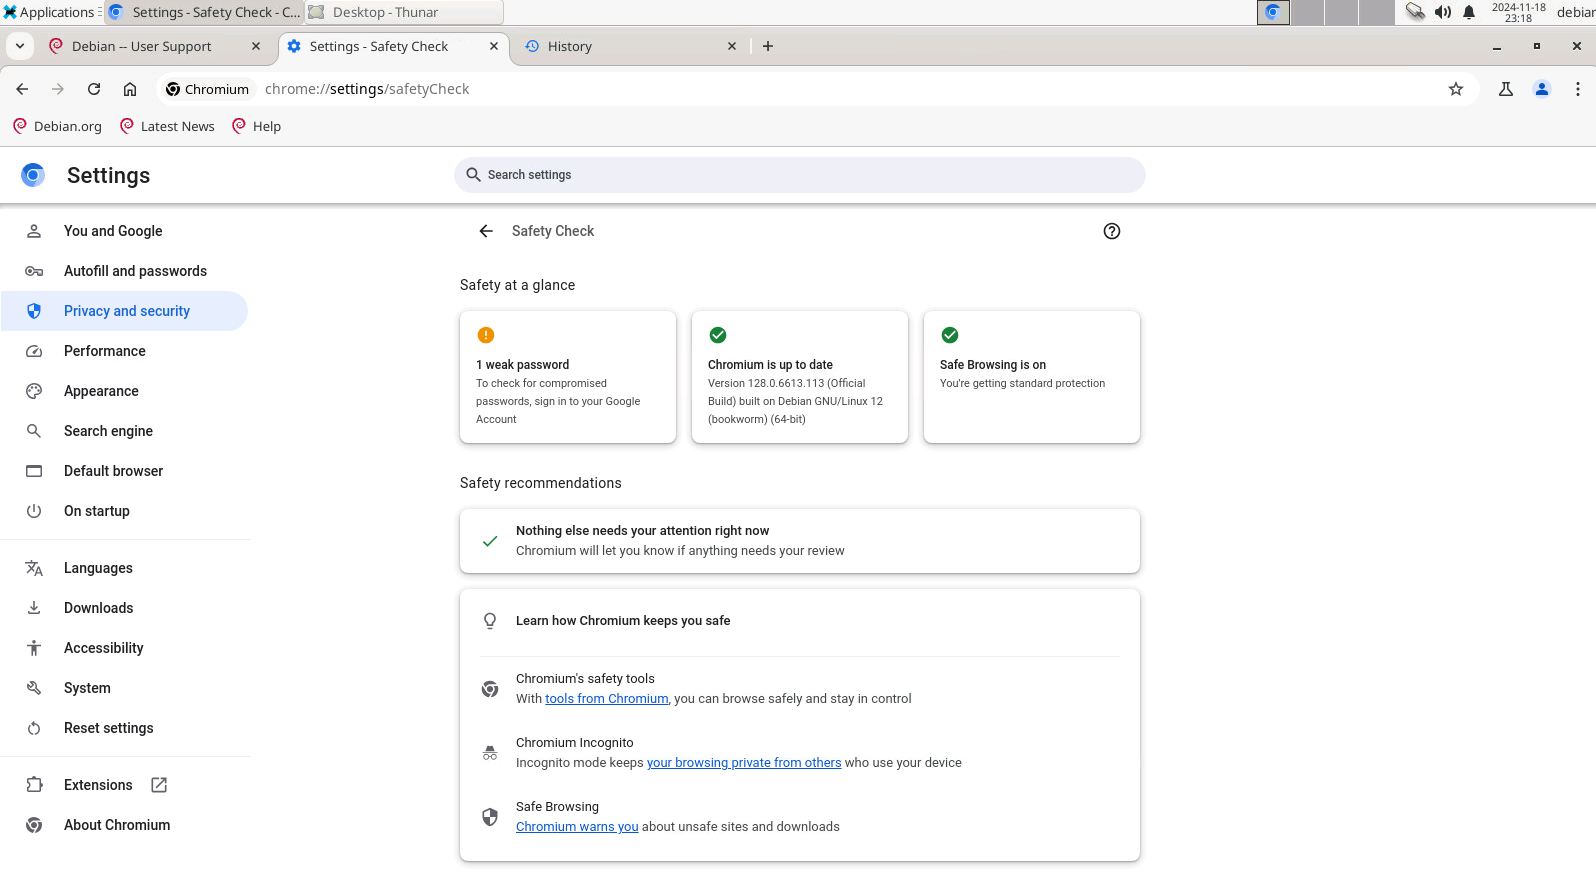 Applications
Settings - Safety Check - C...
Desktop - Thunar
2024-11-18
23:18
debian
Debian -- User Support
Settings - Safety Check
History
Chromium
chrome://settings/safetyCheck
Debian.org
Latest News
Help
Settings
Search settings
You and Google
Autofill and passwords
Privacy and security
Performance
Appearance
Search engine
Default browser
On startup
Languages
Downloads
Accessibility
System
Reset settings
Extensions
About Chromium
Safety Check
Safety at a glance
1 weak password
To check for compromised
passwords, sign in to your Google
Account
Chromium is up to date
Version 128.0.6613.113 (Official
Build) built on Debian GNU/Linux 12
(bookworm) (64-bit)
Safe Browsing is on
You're getting standard protection
Safety recommendations
Nothing else needs your attention right now
Chromium will let you know if anything needs your review
Learn how Chromium keeps you safe
Chromium's safety tools
With tools from Chromium, you can browse safely and stay in control
Chromium Incognito
Incognito mode keeps your browsing private from others who use your device
Safe Browsing
Chromium warns you about unsafe sites and downloads